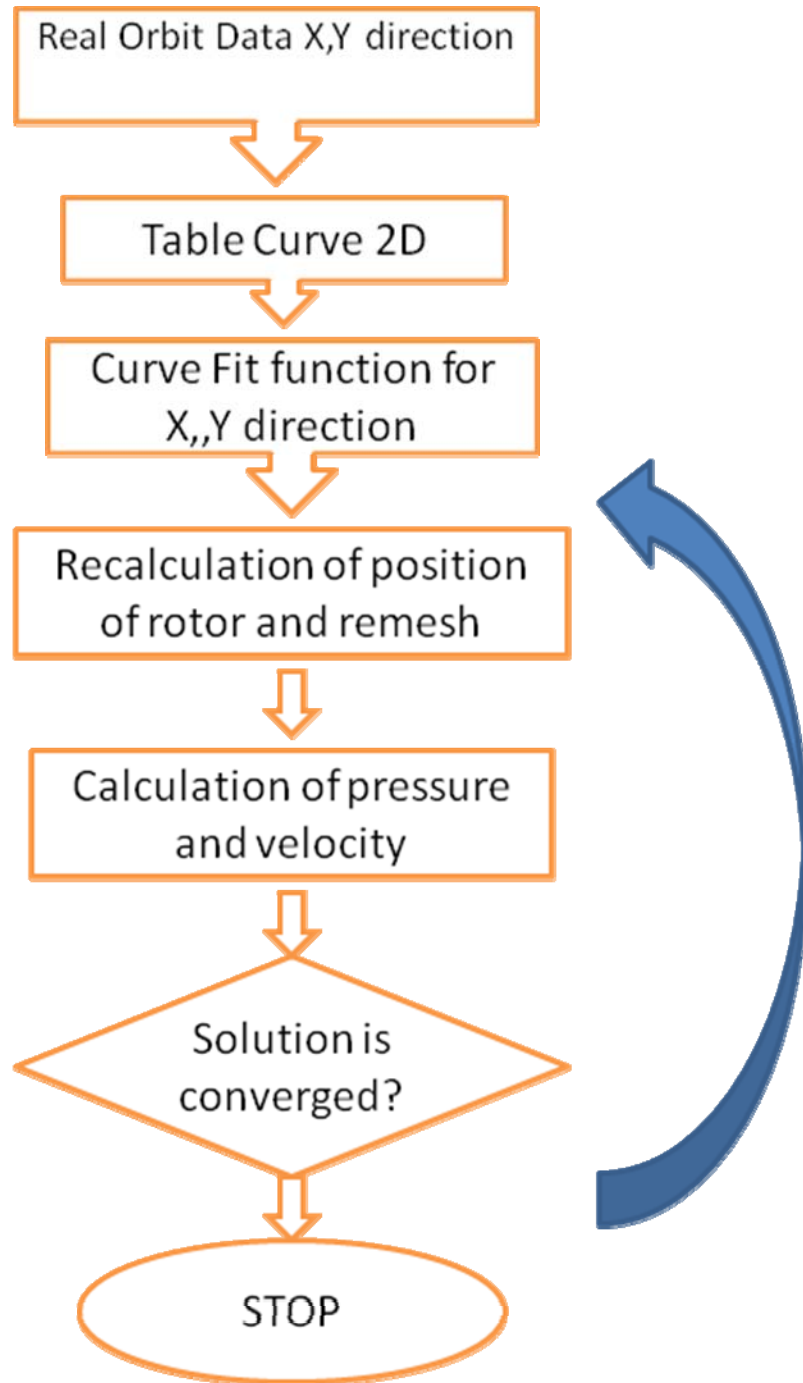 Real Orbit Data X,Y direction
Table Curve 2D
Curve Fit function for
X,,Y direction
Recalculation of position
of rotor and remesh
Calculation of pressure
and velocity
Solution is
converged?
STOP